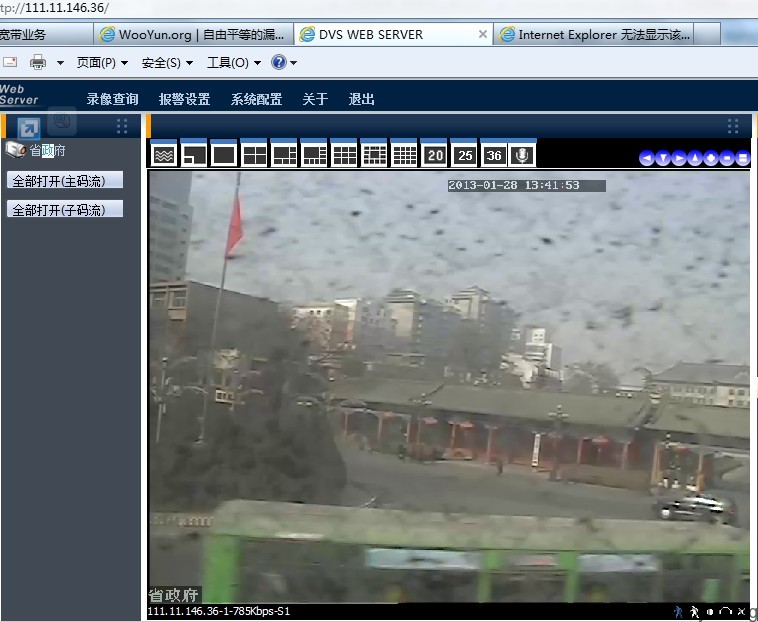 tp://111.11.146.36/
宽带业务
WooYun.org | 自由平等的漏...
DVS WEB SERVER
Internet Explorer 无法显示该...
页面(P)
安全(S)
工具(O)
Web
Server
录像查询
报警设置
系统配置
关于
退出
省政府
全部打开(主码流)
全部打开(子码流)
20
25
36
2013-01-28 13:41:53
省政府
111.11.146.36-1-785Kbps-S1